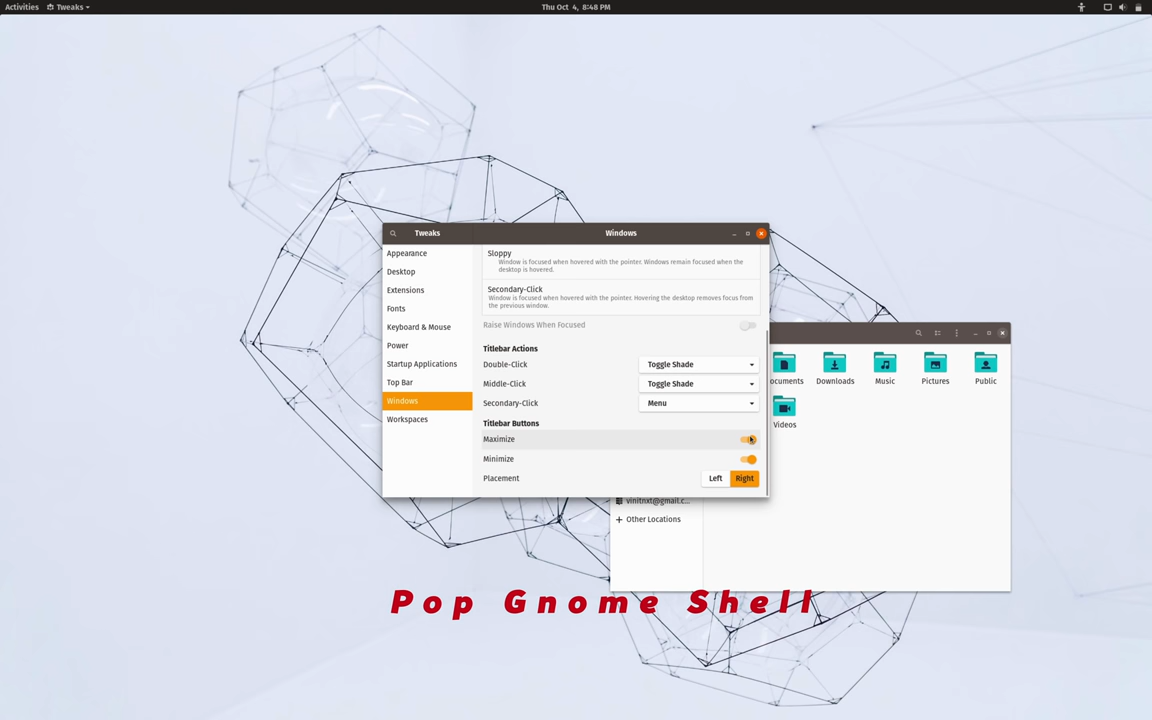 Activities Tweaks Thu Oct 4, 8:48 PM
Tweaks Windows
Appearance
Desktop
Extensions
Fonts
Keyboard & Mouse
Power
Startup Applications
Top Bar
Windows
Workspaces
Sloppy
Window is focused when hovered with the pointer. Windows remain focused when the
desktop is hovered.
Secondary-Click
Window is focused when hovered with the pointer. Hovering the desktop removes focus from
the previous window.
Raise Windows When Focused
Titlebar Actions
Double-Click Toggle Shade
Middle-Click Toggle Shade
Secondary-Click Menu
Titlebar Buttons
Maximize
Minimize
Placement Left Right
ocuments Downloads Music Pictures Public
Videos
vinitnxt@gmail.c...
Other Locations
Pop Gnome Shell